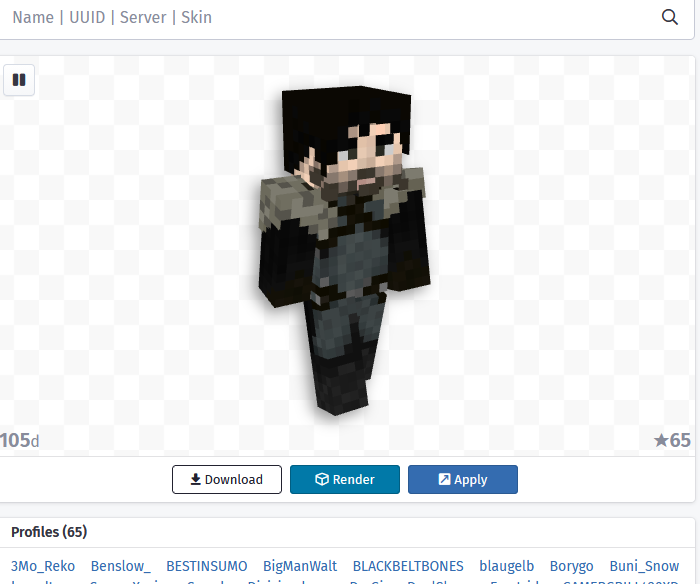 Name | UUID | Server | Skin
105d
★65
Download Render Apply
Profiles (65)
3Mo_Reko Benslow_ BESTINSUMO BigManWalt BLACKBELTBONES blaugelb Borygo Buni_Snow